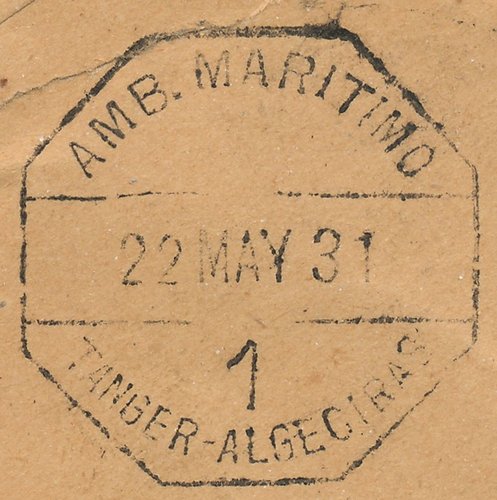 AMB. MARITIMO
22 MAY 31
1
TANGER-ALGECIRAS